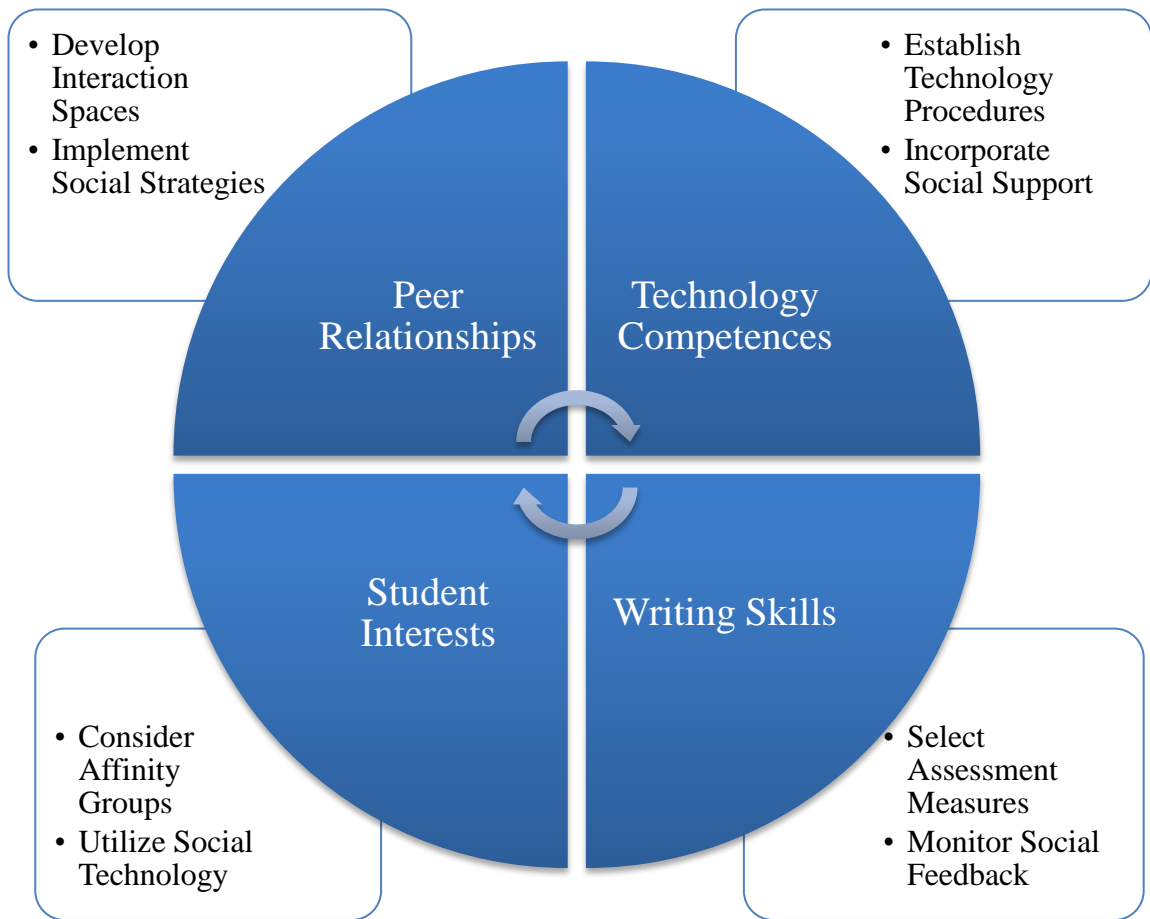 • Develop
Interaction
Spaces
• Implement
Social Strategies
• Establish
Technology
Procedures
• Incorporate
Social Support
Peer
Relationships
Technology
Competences
Student
Interests
Writing Skills
• Consider
Affinity
Groups
• Utilize Social
Technology
• Select
Assessment
Measures
• Monitor Social
Feedback